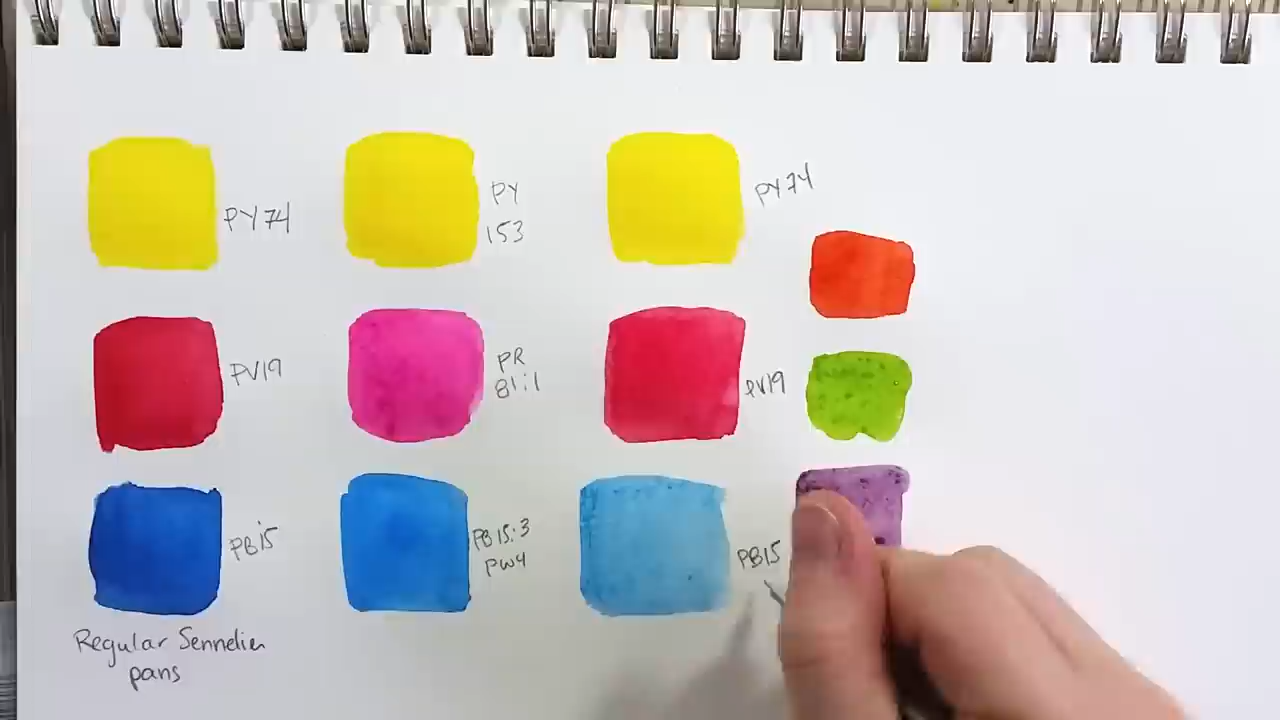 PY74
PY
153
PY74
PV19
PR
81:1
PV19
PB15
PB15:3
PW4
PB15
Regular Sennelier
pans